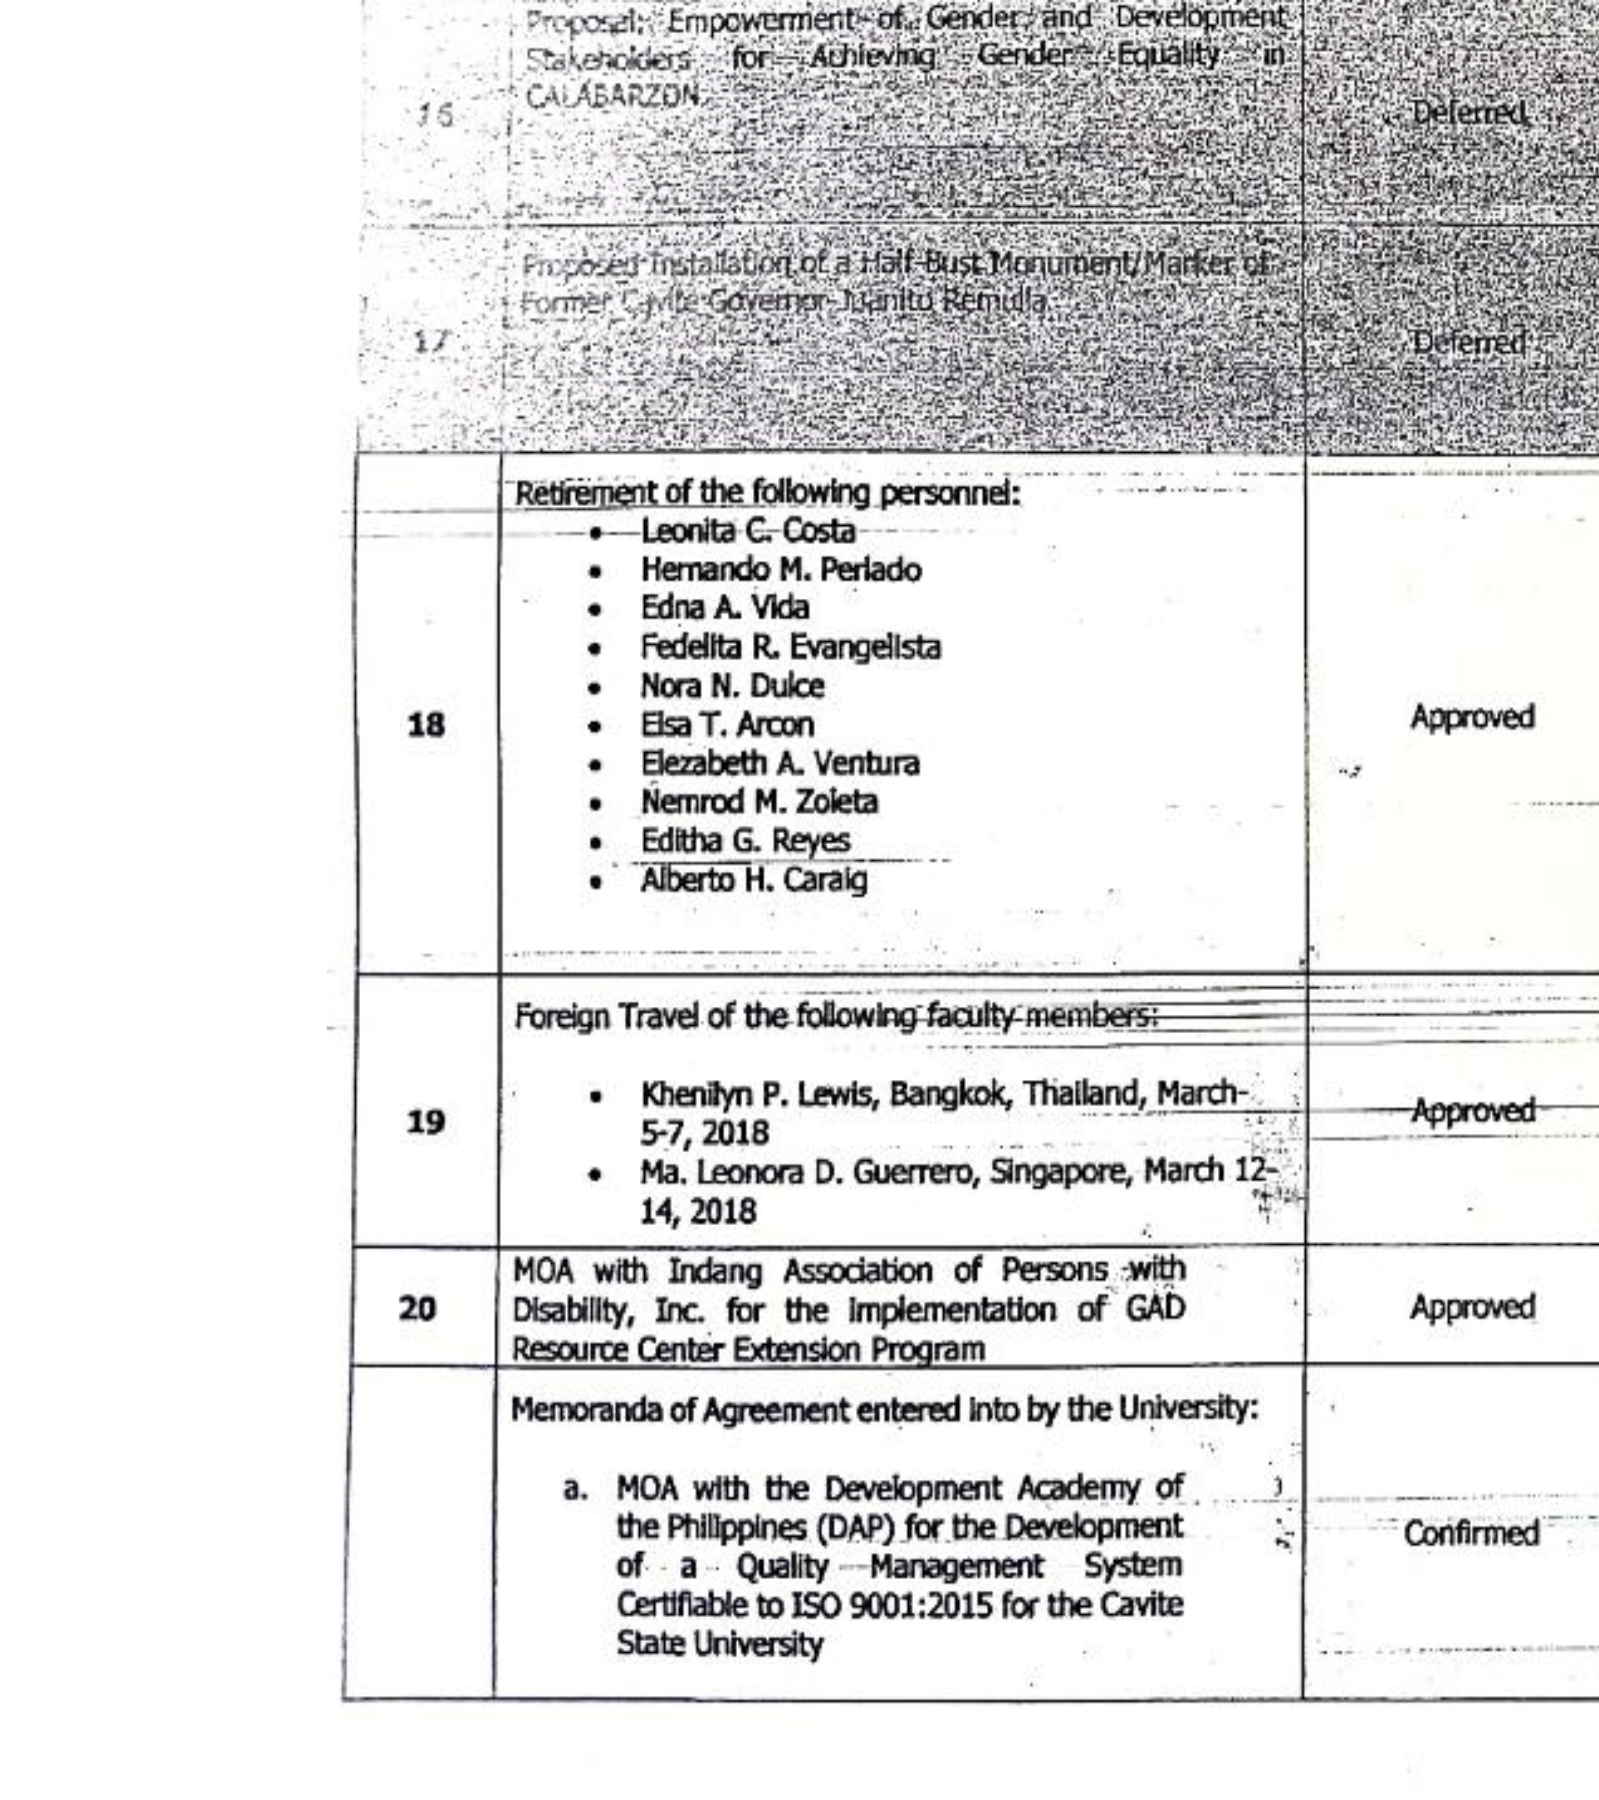 Proposal: Empowerment of Gender and Development
Stakeholders for Achieving Gender Equality in
CALABARZON
16
Deferred
Proposed Installation of a Half-Bust Monument/Marker of
Former Cavite Governor Juanito Remulla
17
Deferred
Retirement of the following personnel:
• Leonita C. Costa
• Hernando M. Perlado
• Edna A. Vida
• Fedelita R. Evangelista
• Nora N. Dulce
• Elsa T. Arcon
18
Approved
• Elezabeth A. Ventura
• Nemrod M. Zoleta
• Editha G. Reyes
• Alberto H. Caraig
Foreign Travel of the following faculty members:
• Khenilyn P. Lewis, Bangkok, Thailand, March
19
Approved
5-7, 2018
• Ma. Leonora D. Guerrero, Singapore, March 12-
14, 2018
MOA with Indang Association of Persons with
20
Disability, Inc. for the implementation of GAD
Approved
Resource Center Extension Program
Memoranda of Agreement entered into by the University:
a. MOA with the Development Academy of
the Philippines (DAP) for the Development
Confirmed
of a Quality Management System
Certifiable to ISO 9001:2015 for the Cavite
State University